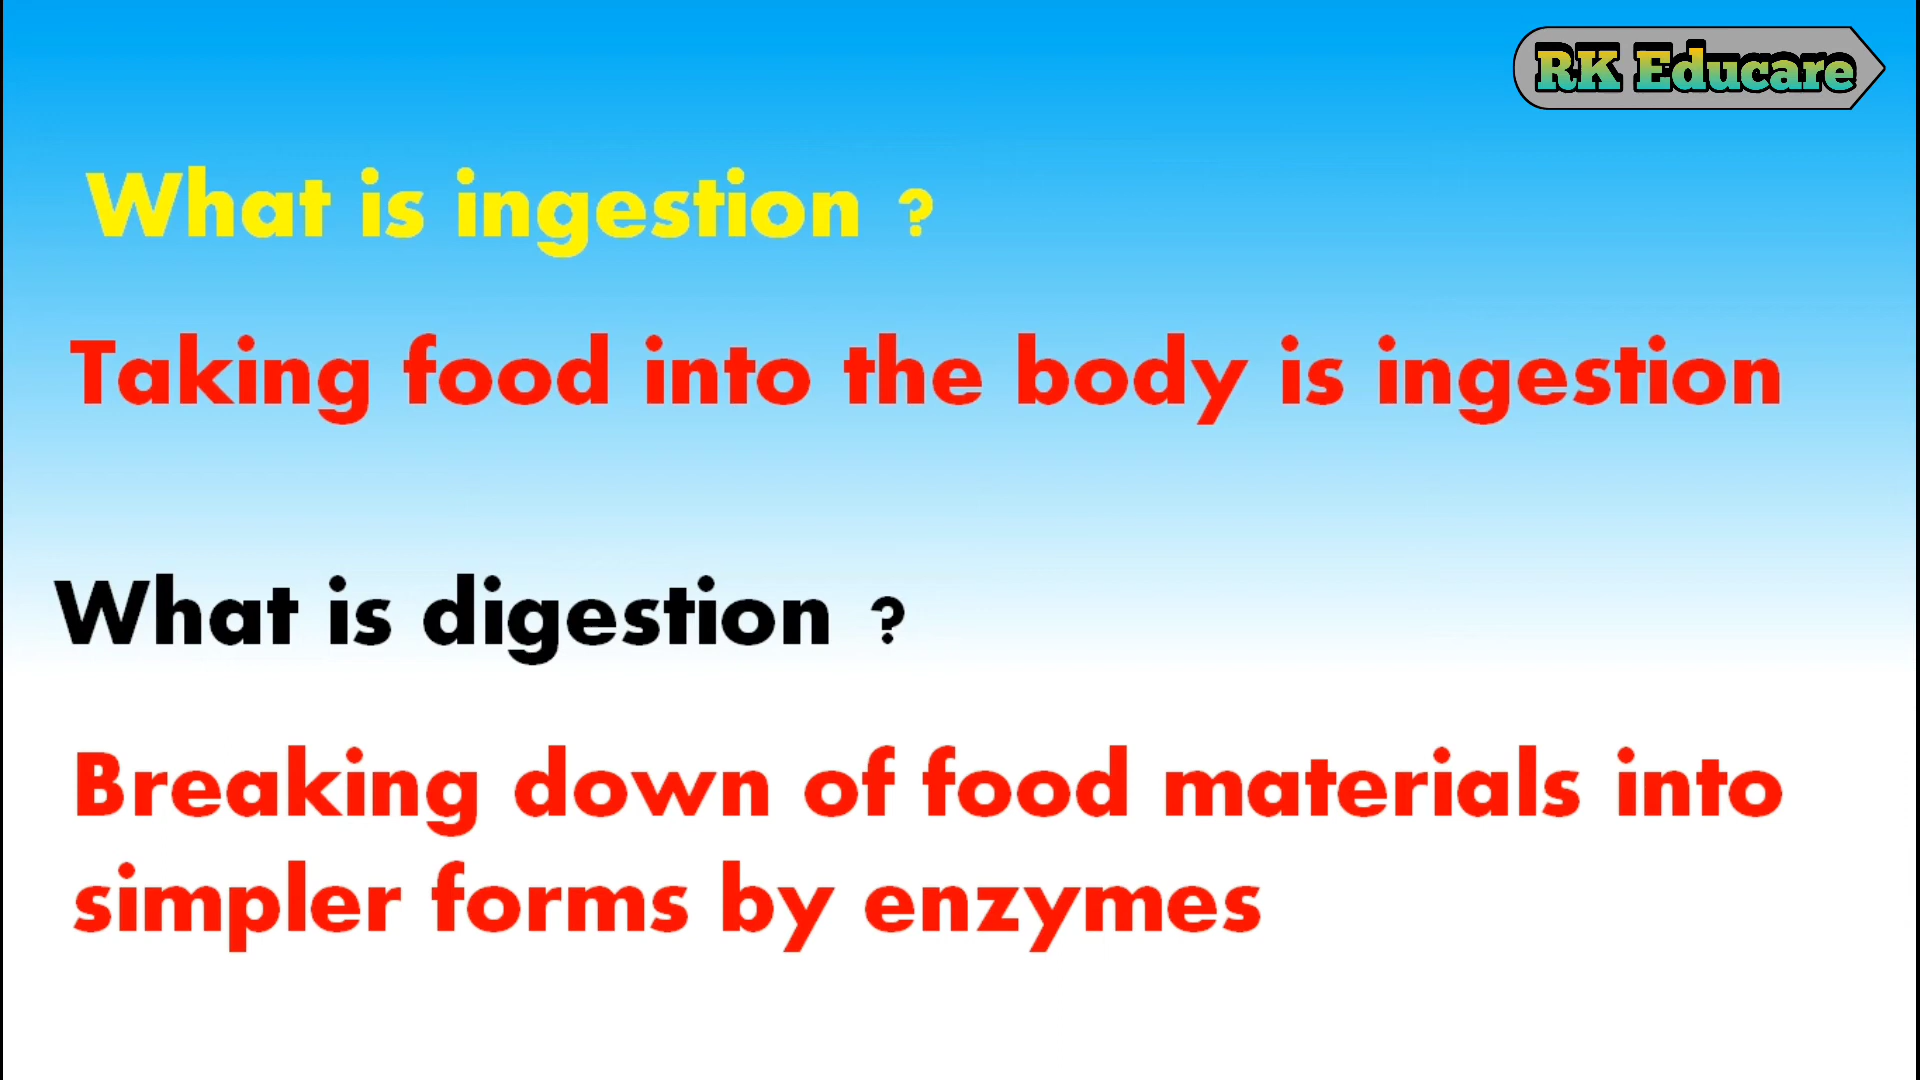 RK Educare
What is ingestion ?
Taking food into the body is ingestion
What is digestion ?
Breaking down of food materials into
simpler forms by enzymes